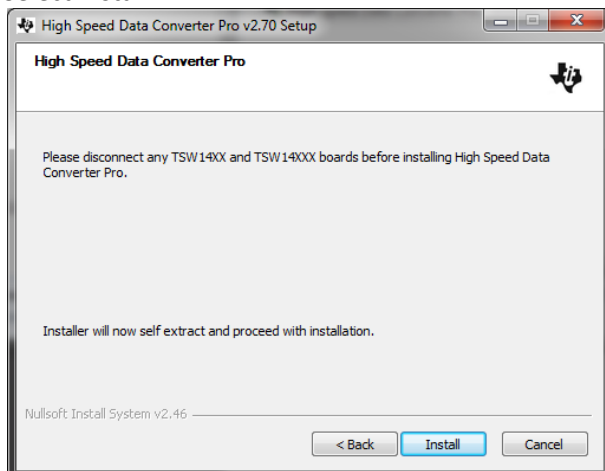 High Speed Data Converter Pro v2.70 Setup
High Speed Data Converter Pro
Please disconnect any TSW14XX and TSW14XXX boards before installing High Speed Data
Converter Pro.
Installer will now self extract and proceed with installation.
Nullsoft Install System v2.46
< Back Install Cancel